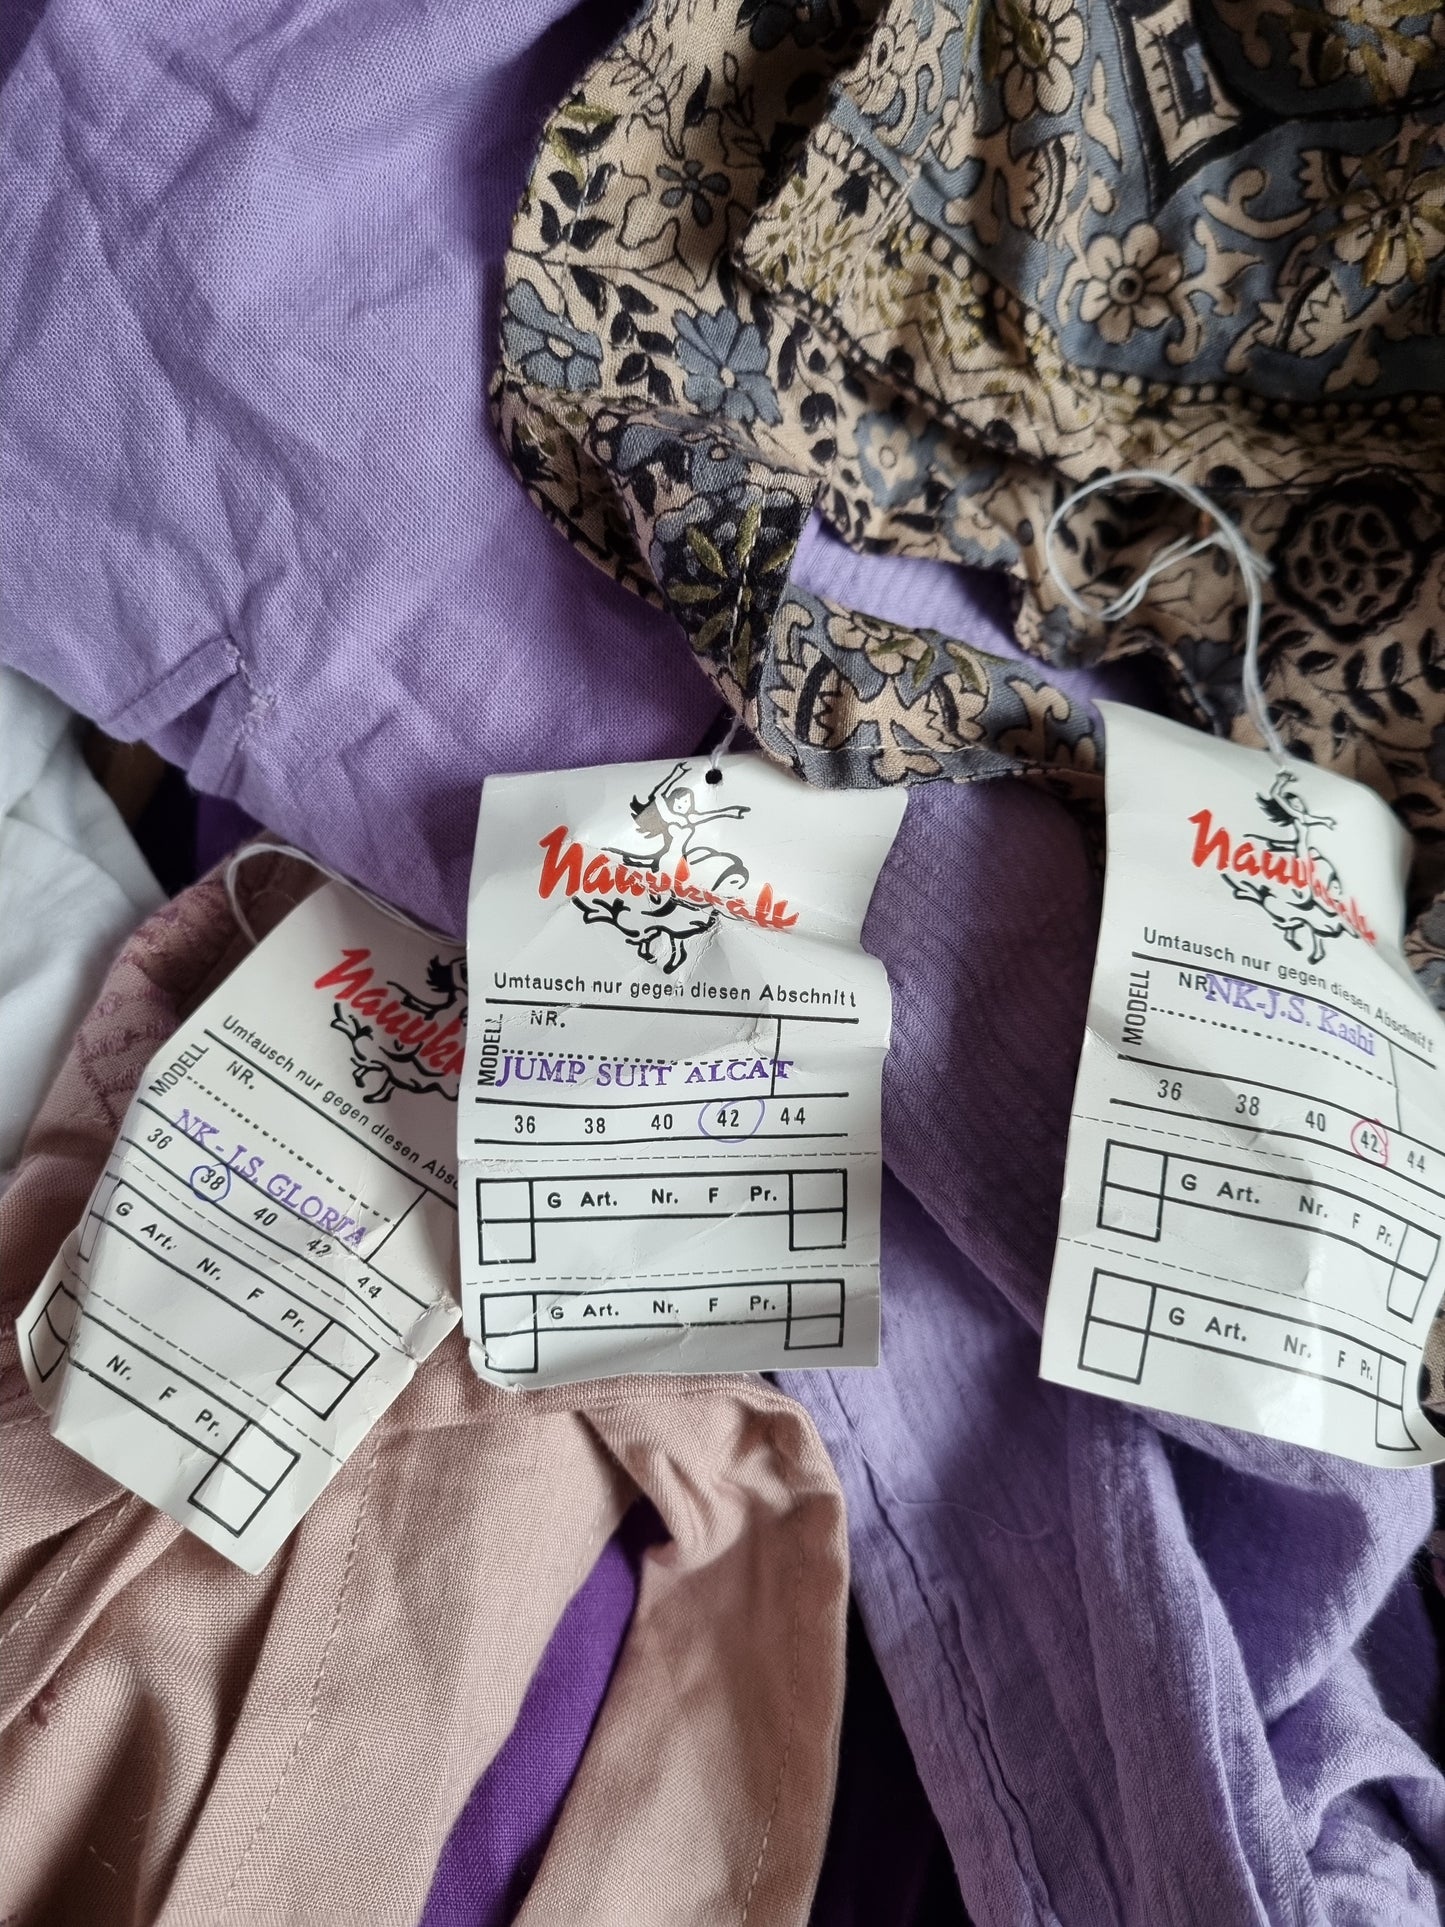 Nauvkraft
Umtausch nur gegen diesen Absc
MODELL
NR.
NK-J.S. GLORIA
36 38 40 42 44
G Art. Nr. F Pr.
Nr. F Pr.
Nauvkraft
Umtausch nur gegen diesen Abschnitt
MODELL
NR.
JUMP SUIT ALCAT
36 38 40 42 44
G Art. Nr. F Pr.
G Art. Nr. F Pr.
Umtausch nur gegen diesen Abschnitt
MODELL
NR.
NK-J.S. Kashi
36 38 40 42 44
G Art. Nr. F Pr.
G Art. Nr. F Pr.